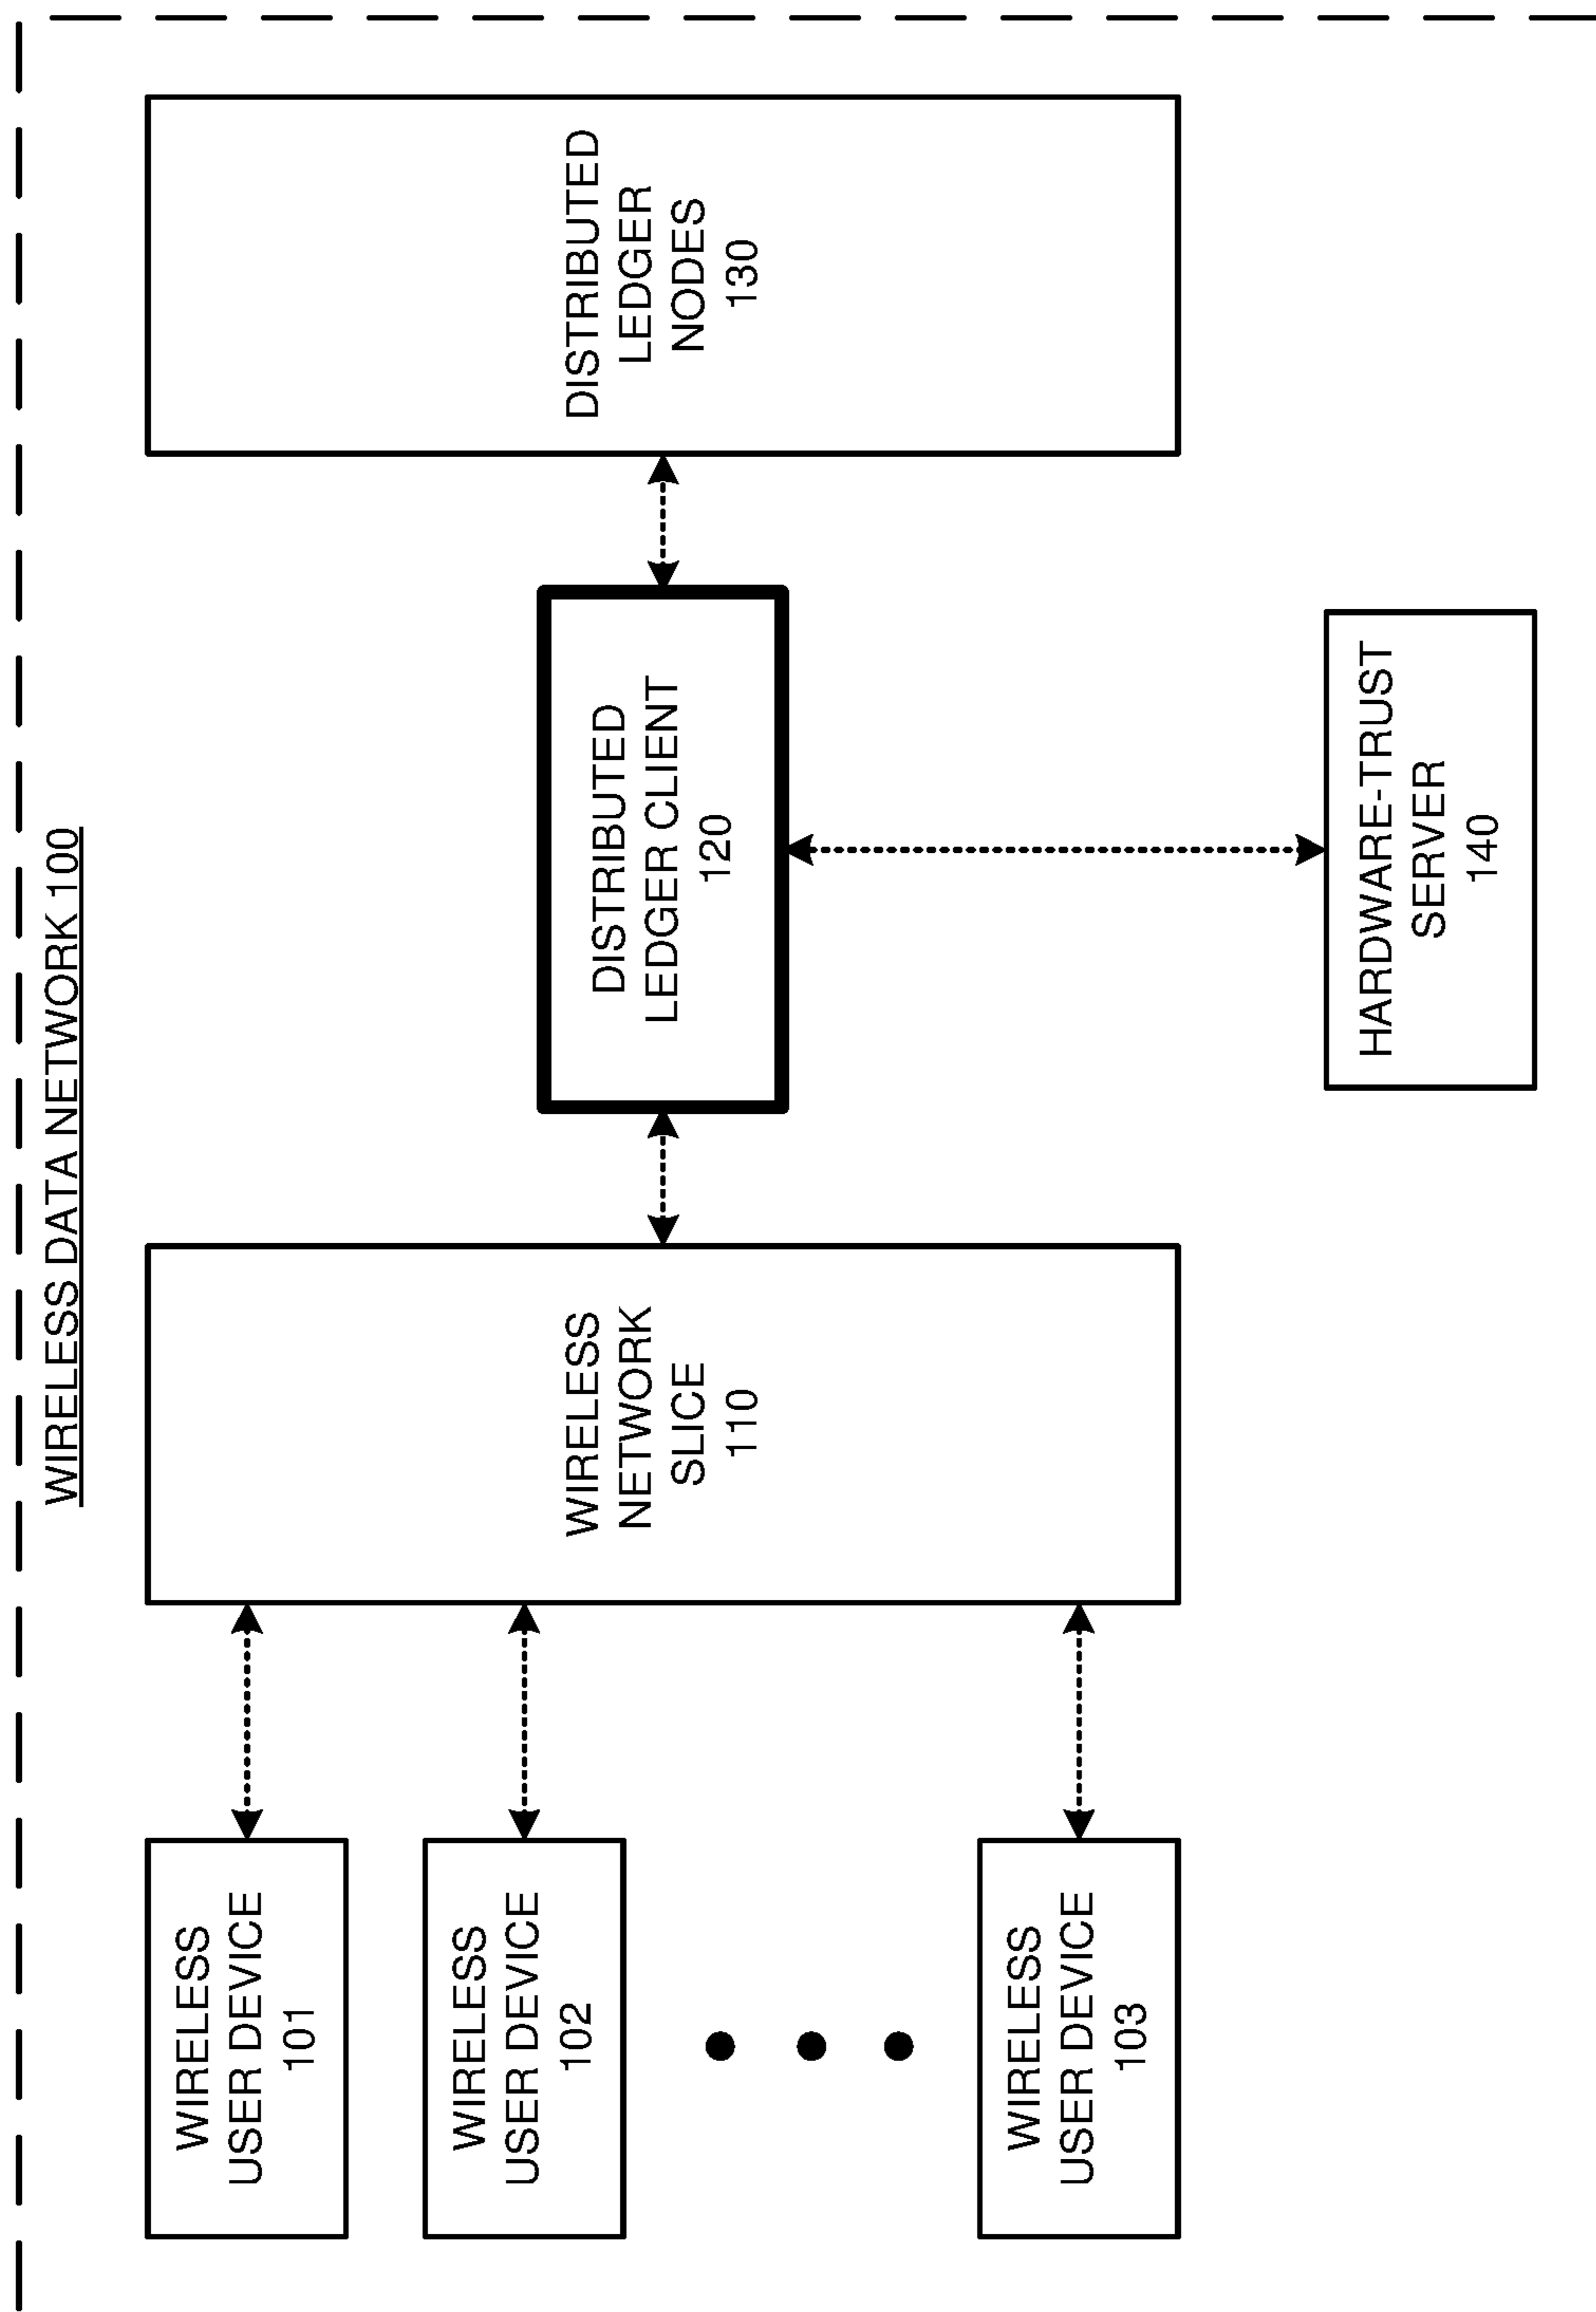 WIRELESS DATA NETWORK 100
WIRELESS
USER DEVICE
101
WIRELESS
USER DEVICE
102
WIRELESS
USER DEVICE
103
WIRELESS
NETWORK
SLICE
110
DISTRIBUTED
LEDGER CLIENT
120
DISTRIBUTED
LEDGER
NODES
130
HARDWARE-TRUST
SERVER
140